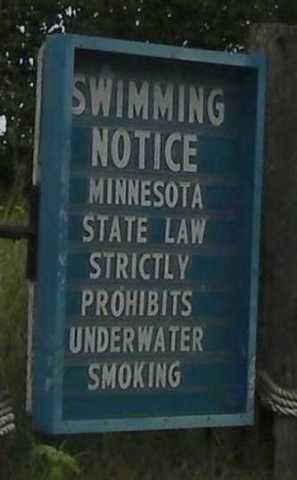 SWIMMING
NOTICE
MINNESOTA
STATE LAW
STRICTLY
PROHIBITS
UNDERWATER
SMOKING